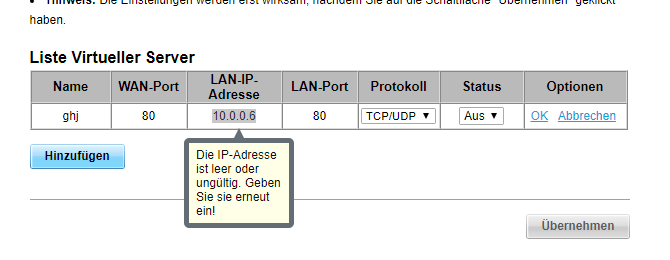 Hinweis: Die Einstellungen werden erst wirksam, nachdem Sie auf die Schaltfläche "Übernehmen" geklickt
haben.
Liste Virtueller Server
Name WAN-Port LAN-IP-Adresse LAN-Port Protokoll Status Optionen
ghj 80 10.0.0.6 80 TCP/UDP Aus OK Abbrechen
Hinzufügen
Die IP-Adresse
ist leer oder
ungültig. Geben
Sie sie erneut
ein!
Übernehmen